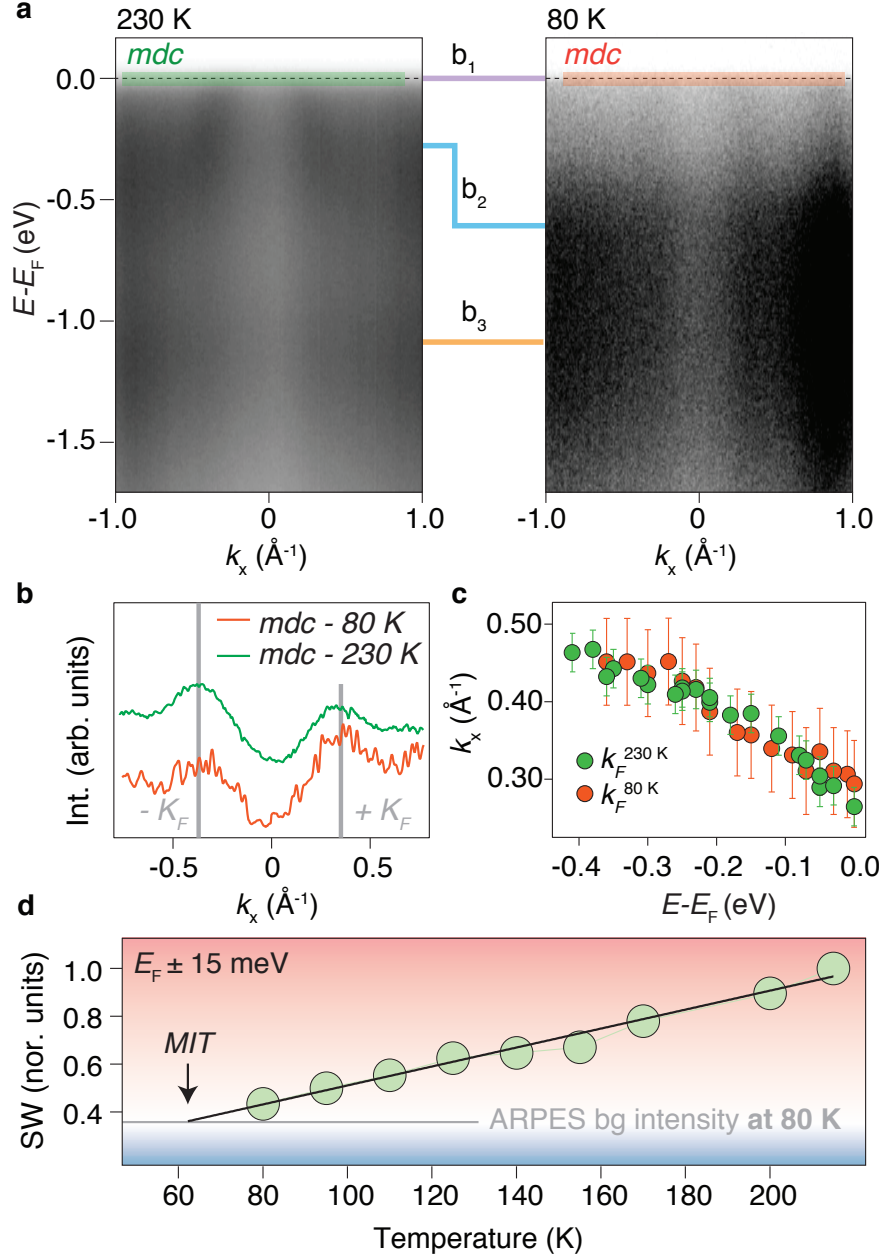 a
230 K
80 K
mdc
mdc
b1
b2
b3
0.0
-0.5
-1.0
-1.5
E-EF (eV)
-1.0
0
1.0
-1.0
0
1.0
kx (Å-1)
kx (Å-1)
b
mdc - 80 K
mdc - 230 K
- KF
+ KF
Int. (arb. units)
-0.5
0
0.5
kx (Å-1)
c
0.50
0.40
0.30
kx (Å-1)
kF230 K
kF80 K
-0.4
-0.3
-0.2
-0.1
0.0
E-EF (eV)
d
EF ± 15 meV
1.0
0.8
0.6
0.4
SW (nor. units)
MIT
ARPES bg intensity at 80 K
60
80
100
120
140
160
180
200
Temperature (K)